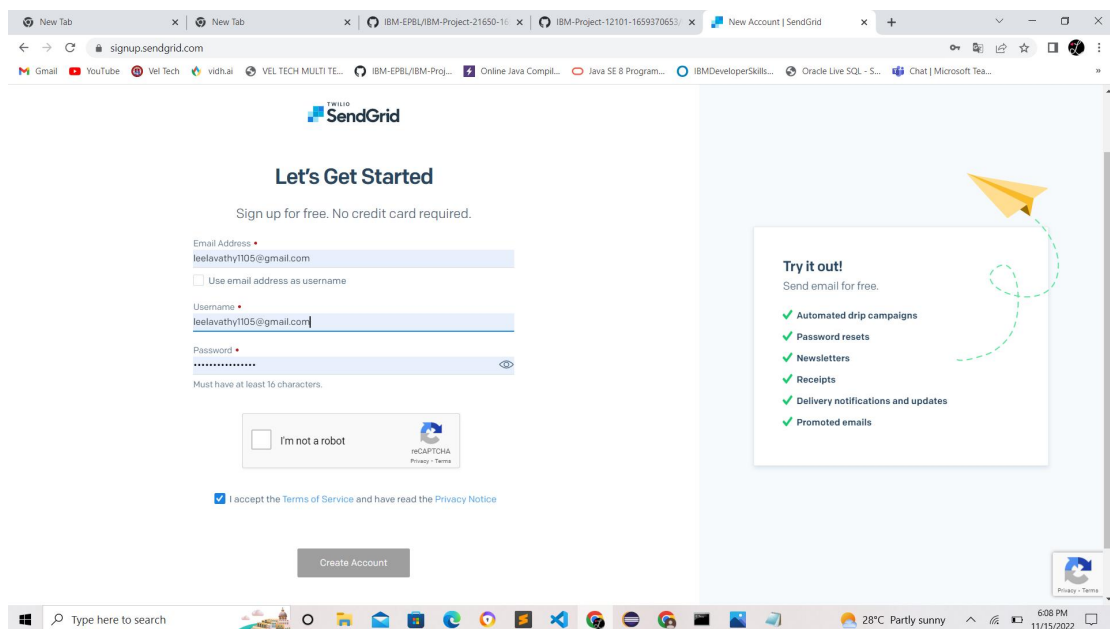 New Tab
New Tab
IBM-EPBL/IBM-Project-21650-16
IBM-Project-12101-1659370653/
New Account | SendGrid
signup.sendgrid.com
Gmail
YouTube
Vel Tech
vidh.ai
VEL TECH MULTI TE...
IBM-EPBL/IBM-Proj...
Online Java Compil...
Java SE 8 Program...
IBMDeveloperSkills...
Oracle Live SQL - S...
Chat | Microsoft Tea...
TWILIO
SendGrid
Let's Get Started
Sign up for free. No credit card required.
Email Address •
leelavathy1105@gmail.com
Use email address as username
Username •
leelavathy1105@gmail.com
Password •
••••••••••••••••
Must have at least 16 characters.
I'm not a robot
reCAPTCHA
Privacy - Terms
I accept the Terms of Service and have read the Privacy Notice
Create Account
Try it out!
Send email for free.
Automated drip campaigns
Password resets
Newsletters
Receipts
Delivery notifications and updates
Promoted emails
Privacy - Terms
Type here to search
28°C Partly sunny
6:08 PM
11/15/2022